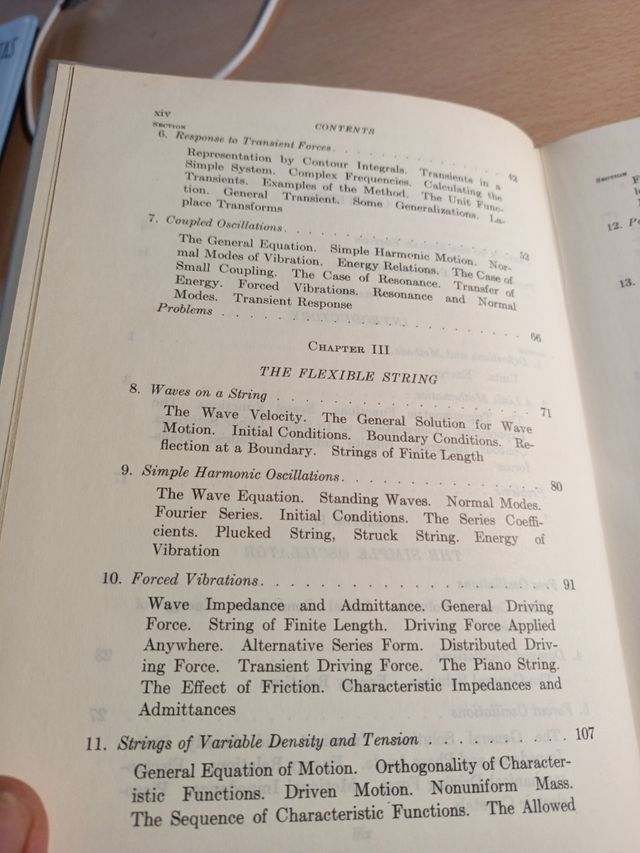 TAS
xiv
CONTENTS
SECTION
6. Response to Transient Forces. . . . . . . . . . . . . . . 42
Representation by Contour Integrals. Transients in a
Simple System. Complex Frequencies. Calculating the
Transients. Examples of the Method. The Unit Func-
tion. General Transient. Some Generalizations. La-
place Transforms
7. Coupled Oscillations. . . . . . . . . . . . . . . . . . 52
The General Equation. Simple Harmonic Motion. Nor-
mal Modes of Vibration. Energy Relations. The Case of
Small Coupling. The Case of Resonance. Transfer of
Energy. Forced Vibrations. Resonance and Normal
Modes. Transient Response
Problems . . . . . . . . . . . . . . . . . . . . . . 66
CHAPTER III
THE FLEXIBLE STRING
8. Waves on a String . . . . . . . . . . . . . . . . . . 71
The Wave Velocity. The General Solution for Wave
Motion. Initial Conditions. Boundary Conditions. Re-
flection at a Boundary. Strings of Finite Length
9. Simple Harmonic Oscillations. . . . . . . . . . . . . . 80
The Wave Equation. Standing Waves. Normal Modes.
Fourier Series. Initial Conditions. The Series Coeffi-
cients. Plucked String, Struck String. Energy of
Vibration
10. Forced Vibrations. . . . . . . . . . . . . . . . . . 91
Wave Impedance and Admittance. General Driving
Force. String of Finite Length. Driving Force Applied
Anywhere. Alternative Series Form. Distributed Driv-
ing Force. Transient Driving Force. The Piano String.
The Effect of Friction. Characteristic Impedances and
Admittances
11. Strings of Variable Density and Tension . . . . . . . . . . 107
General Equation of Motion. Orthogonality of Character-
istic Functions. Driven Motion. Nonuniform Mass.
The Sequence of Characteristic Functions. The Allowed
SECTION
12.
13.